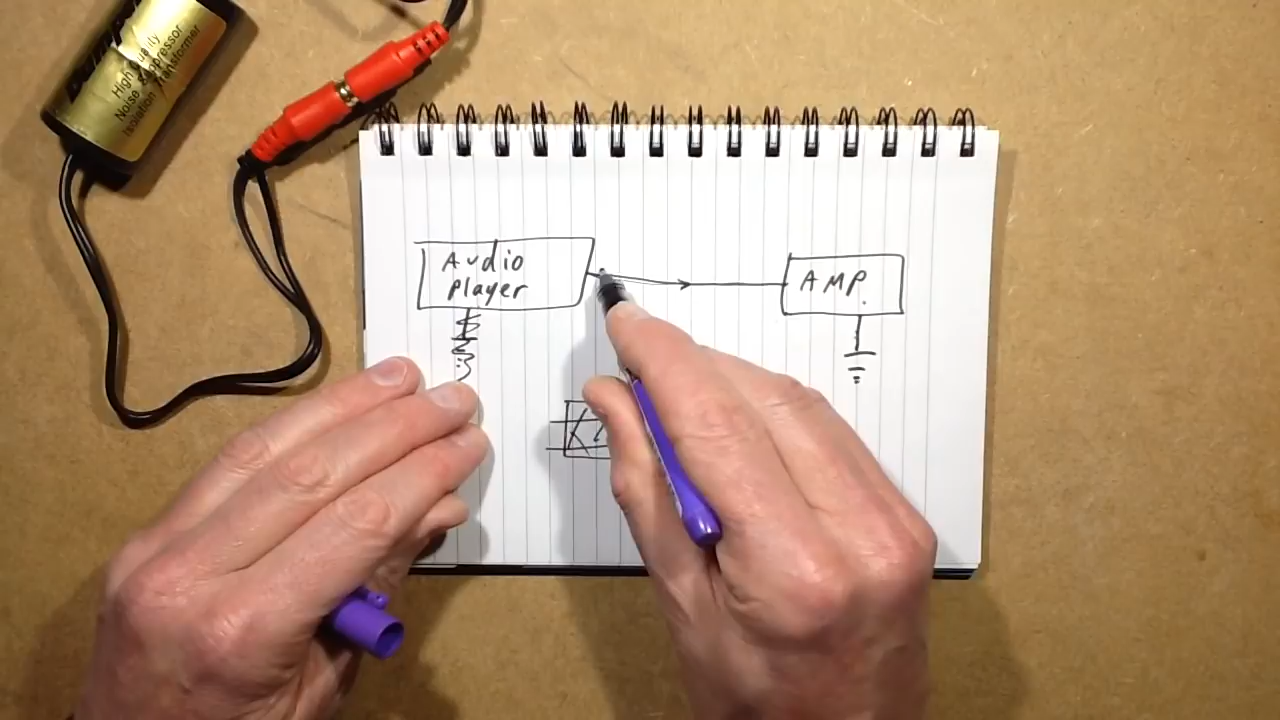 High Quality
Noise Suppressor
Isolation Transformer
Audio
player
AMP.